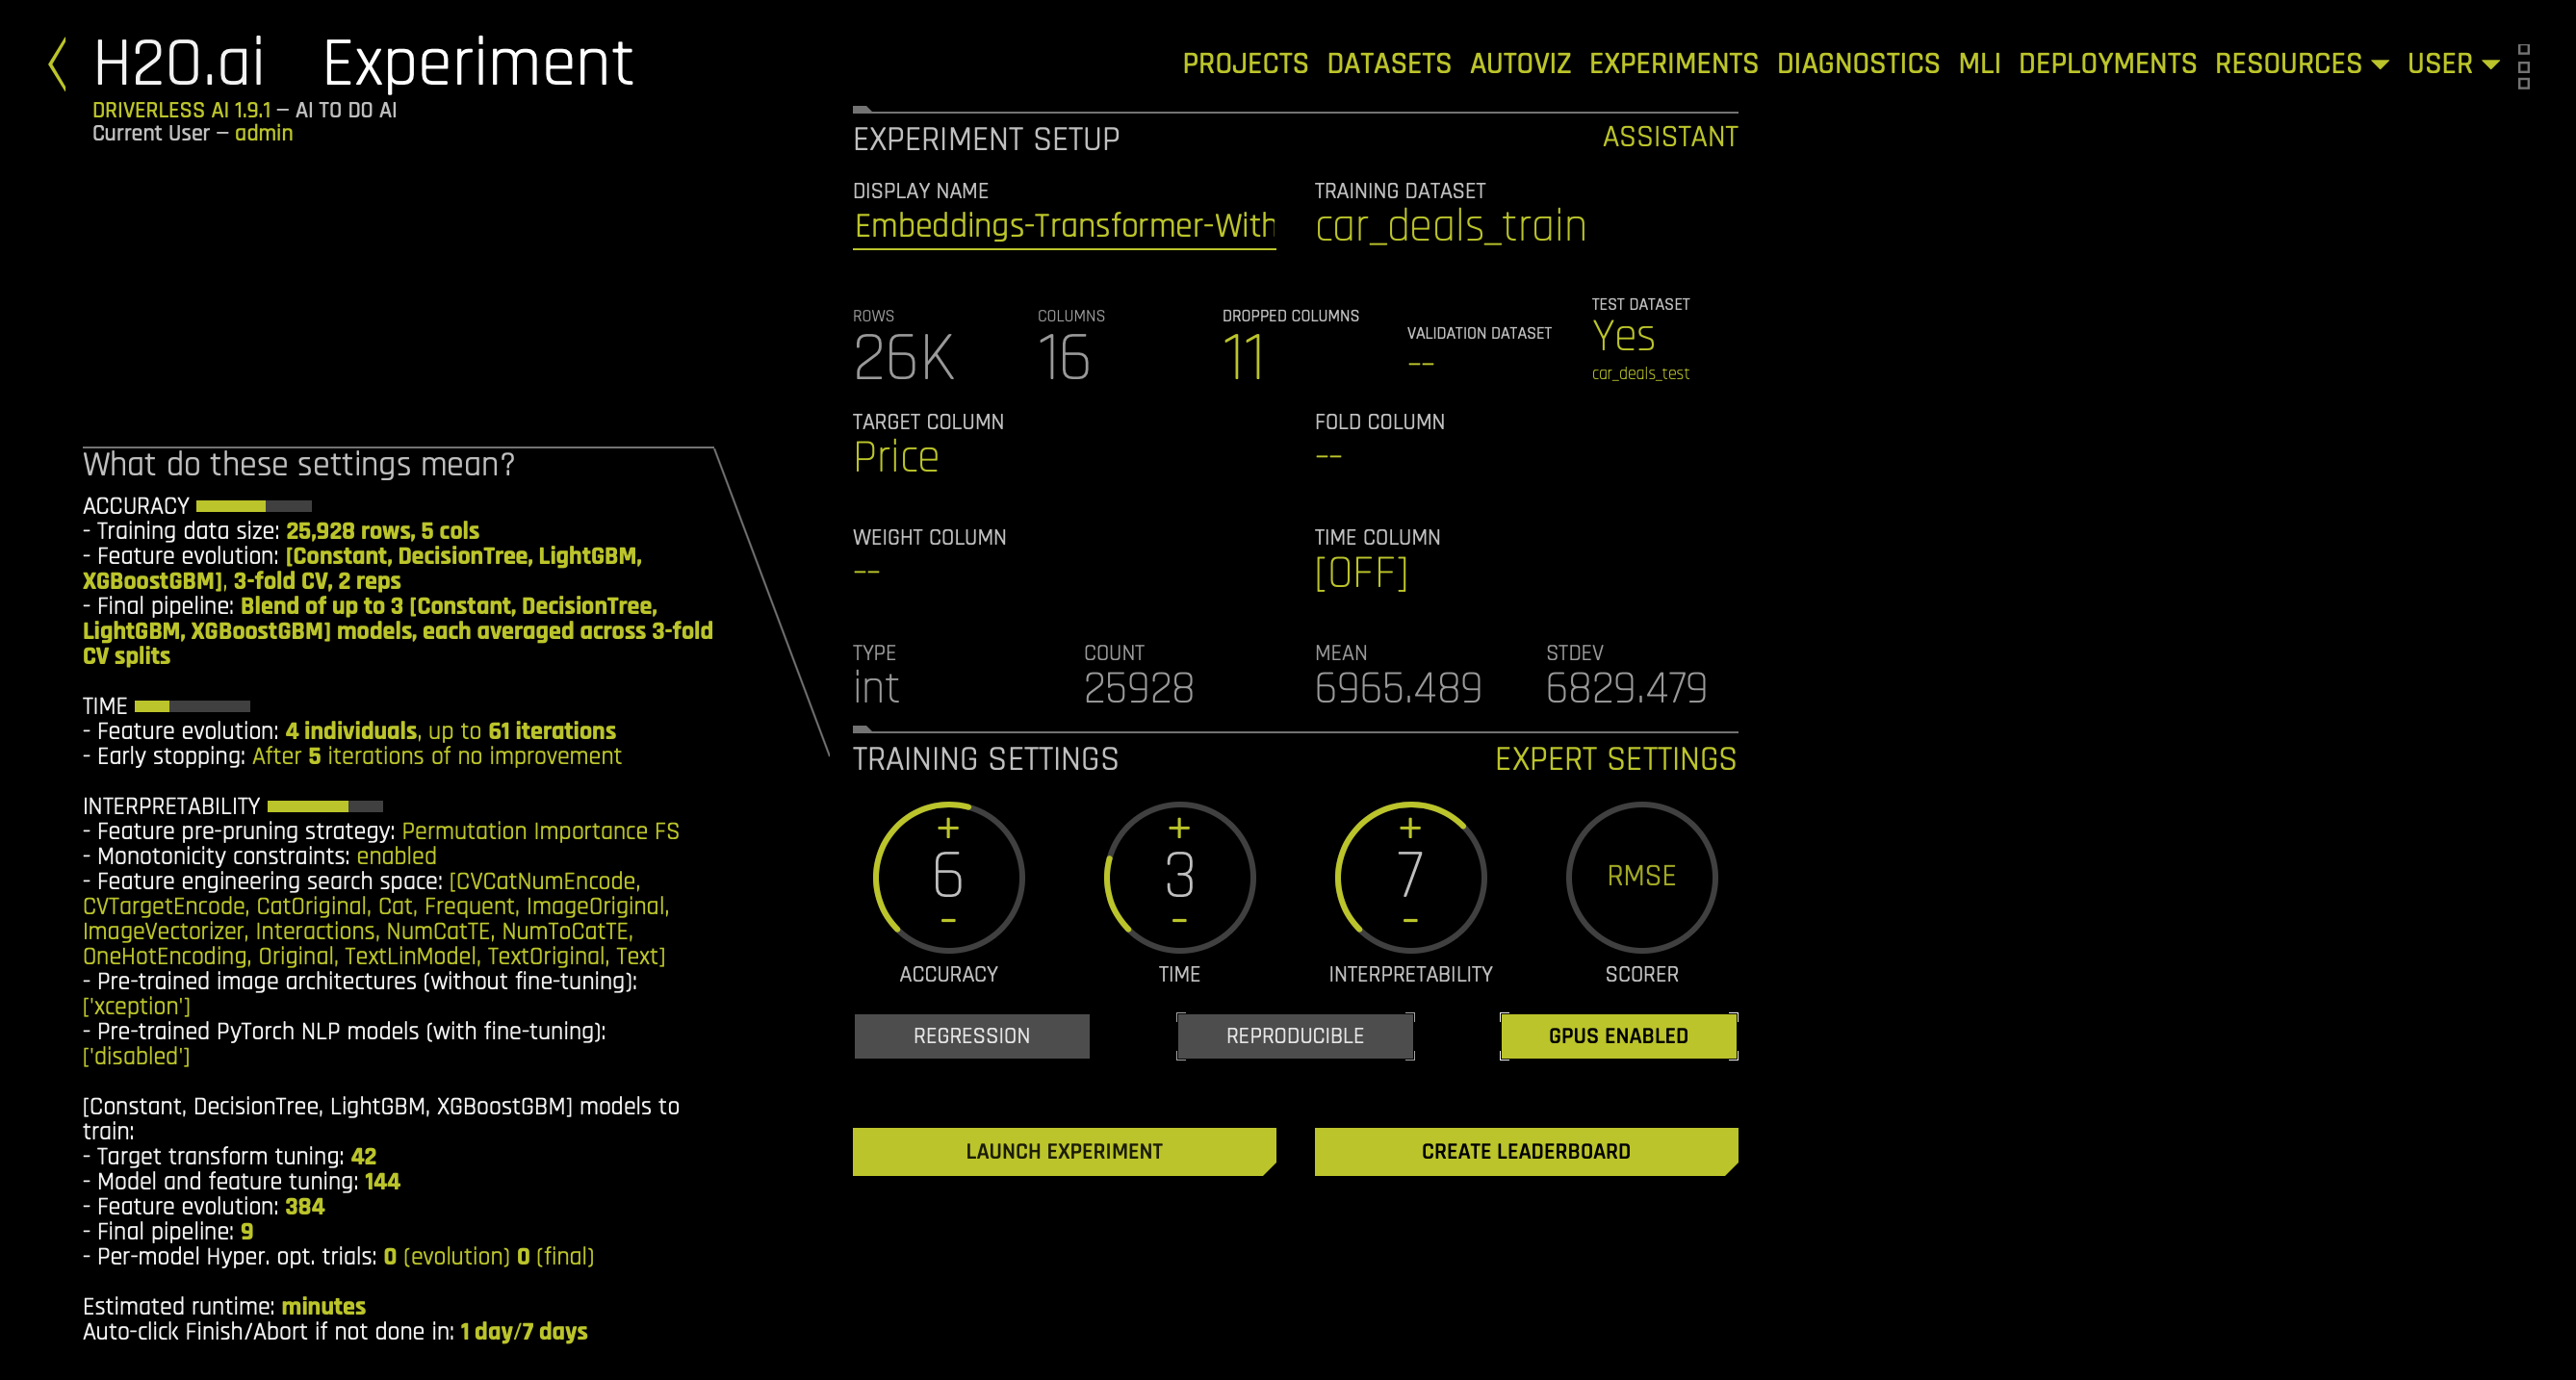 H2O.ai Experiment
DRIVERLESS AI 1.9.1 – AI TO DO AI
Current User – admin
PROJECTS DATASETS AUTOVIZ EXPERIMENTS DIAGNOSTICS MLI DEPLOYMENTS RESOURCES USER
What do these settings mean?
ACCURACY
- Training data size: 25,928 rows, 5 cols
- Feature evolution: [Constant, DecisionTree, LightGBM,
XGBoostGBM], 3-fold CV, 2 reps
- Final pipeline: Blend of up to 3 [Constant, DecisionTree,
LightGBM, XGBoostGBM] models, each averaged across 3-fold
CV splits
TIME
- Feature evolution: 4 individuals, up to 61 iterations
- Early stopping: After 5 iterations of no improvement
INTERPRETABILITY
- Feature pre-pruning strategy: Permutation Importance FS
- Monotonicity constraints: enabled
- Feature engineering search space: [CVCatNumEncode,
CVTargetEncode, CatOriginal, Cat, Frequent, ImageOriginal,
ImageVectorizer, Interactions, NumCatTE, NumToCatTE,
OneHotEncoding, Original, TextLinModel, TextOriginal, Text]
- Pre-trained image architectures (without fine-tuning):
['xception']
- Pre-trained PyTorch NLP models (with fine-tuning):
['disabled']
[Constant, DecisionTree, LightGBM, XGBoostGBM] models to
train:
- Target transform tuning: 42
- Model and feature tuning: 144
- Feature evolution: 384
- Final pipeline: 9
- Per-model Hyper. opt. trials: 0 (evolution) 0 (final)
Estimated runtime: minutes
Auto-click Finish/Abort if not done in: 1 day/7 days
EXPERIMENT SETUP ASSISTANT
DISPLAY NAME TRAINING DATASET
Embeddings-Transformer-With car_deals_train
ROWS COLUMNS DROPPED COLUMNS VALIDATION DATASET TEST DATASET
26K 16 11 -- Yes
car_deals_test
TARGET COLUMN FOLD COLUMN
Price --
WEIGHT COLUMN TIME COLUMN
-- [OFF]
TYPE COUNT MEAN STDEV
int 25928 6965.489 6829.479
TRAINING SETTINGS EXPERT SETTINGS
+ + +
6 3 7 RMSE
- - -
ACCURACY TIME INTERPRETABILITY SCORER
REGRESSION REPRODUCIBLE GPUS ENABLED
LAUNCH EXPERIMENT CREATE LEADERBOARD